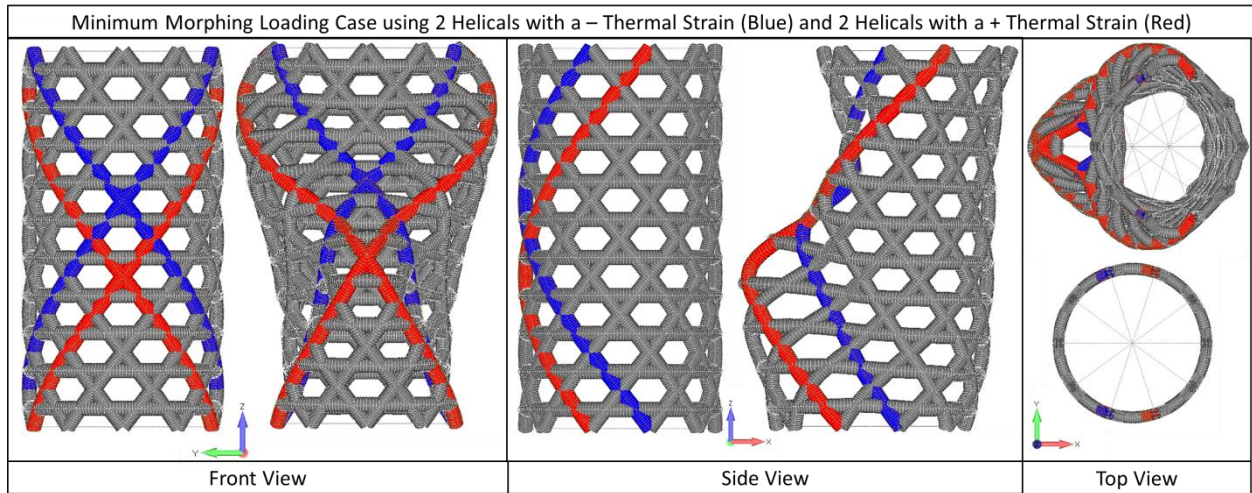 Minimum Morphing Loading Case using 2 Helicals with a – Thermal Strain (Blue) and 2 Helicals with a + Thermal Strain (Red)
Z
Y
Z
X
Y
X
Front View
Side View
Top View